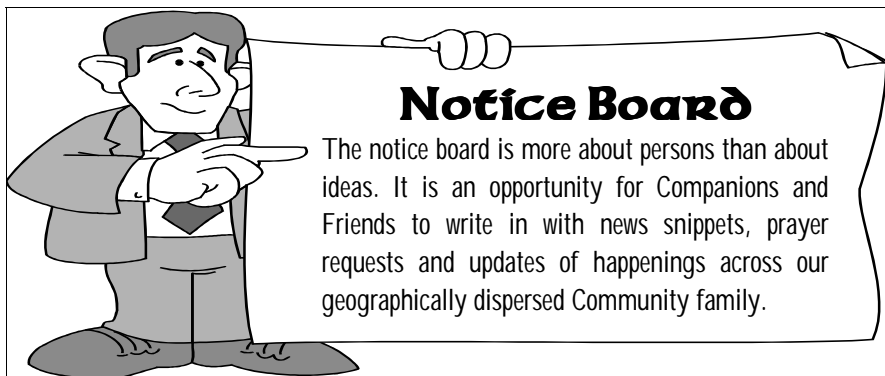 Notice Board
The notice board is more about persons than about
ideas. It is an opportunity for Companions and
Friends to write in with news snippets, prayer
requests and updates of happenings across our
geographically dispersed Community family.